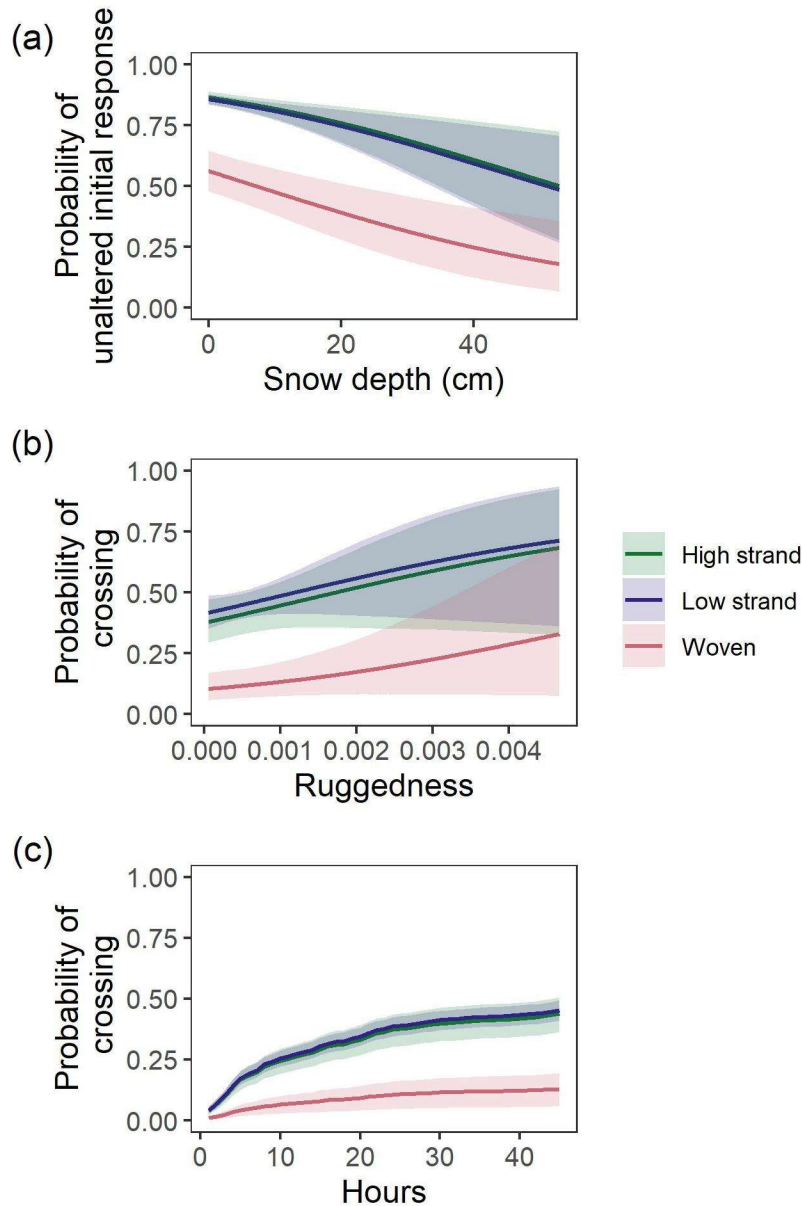 (a)
Probability of
unaltered initial response
1.00
0.75
0.50
0.25
0.00
0 20 40
Snow depth (cm)
(b)
Probability of
crossing
1.00
0.75
0.50
0.25
0.00
0.000 0.001 0.002 0.003 0.004
Ruggedness
High strand
Low strand
Woven
(c)
Probability of
crossing
1.00
0.75
0.50
0.25
0.00
0 10 20 30 40
Hours